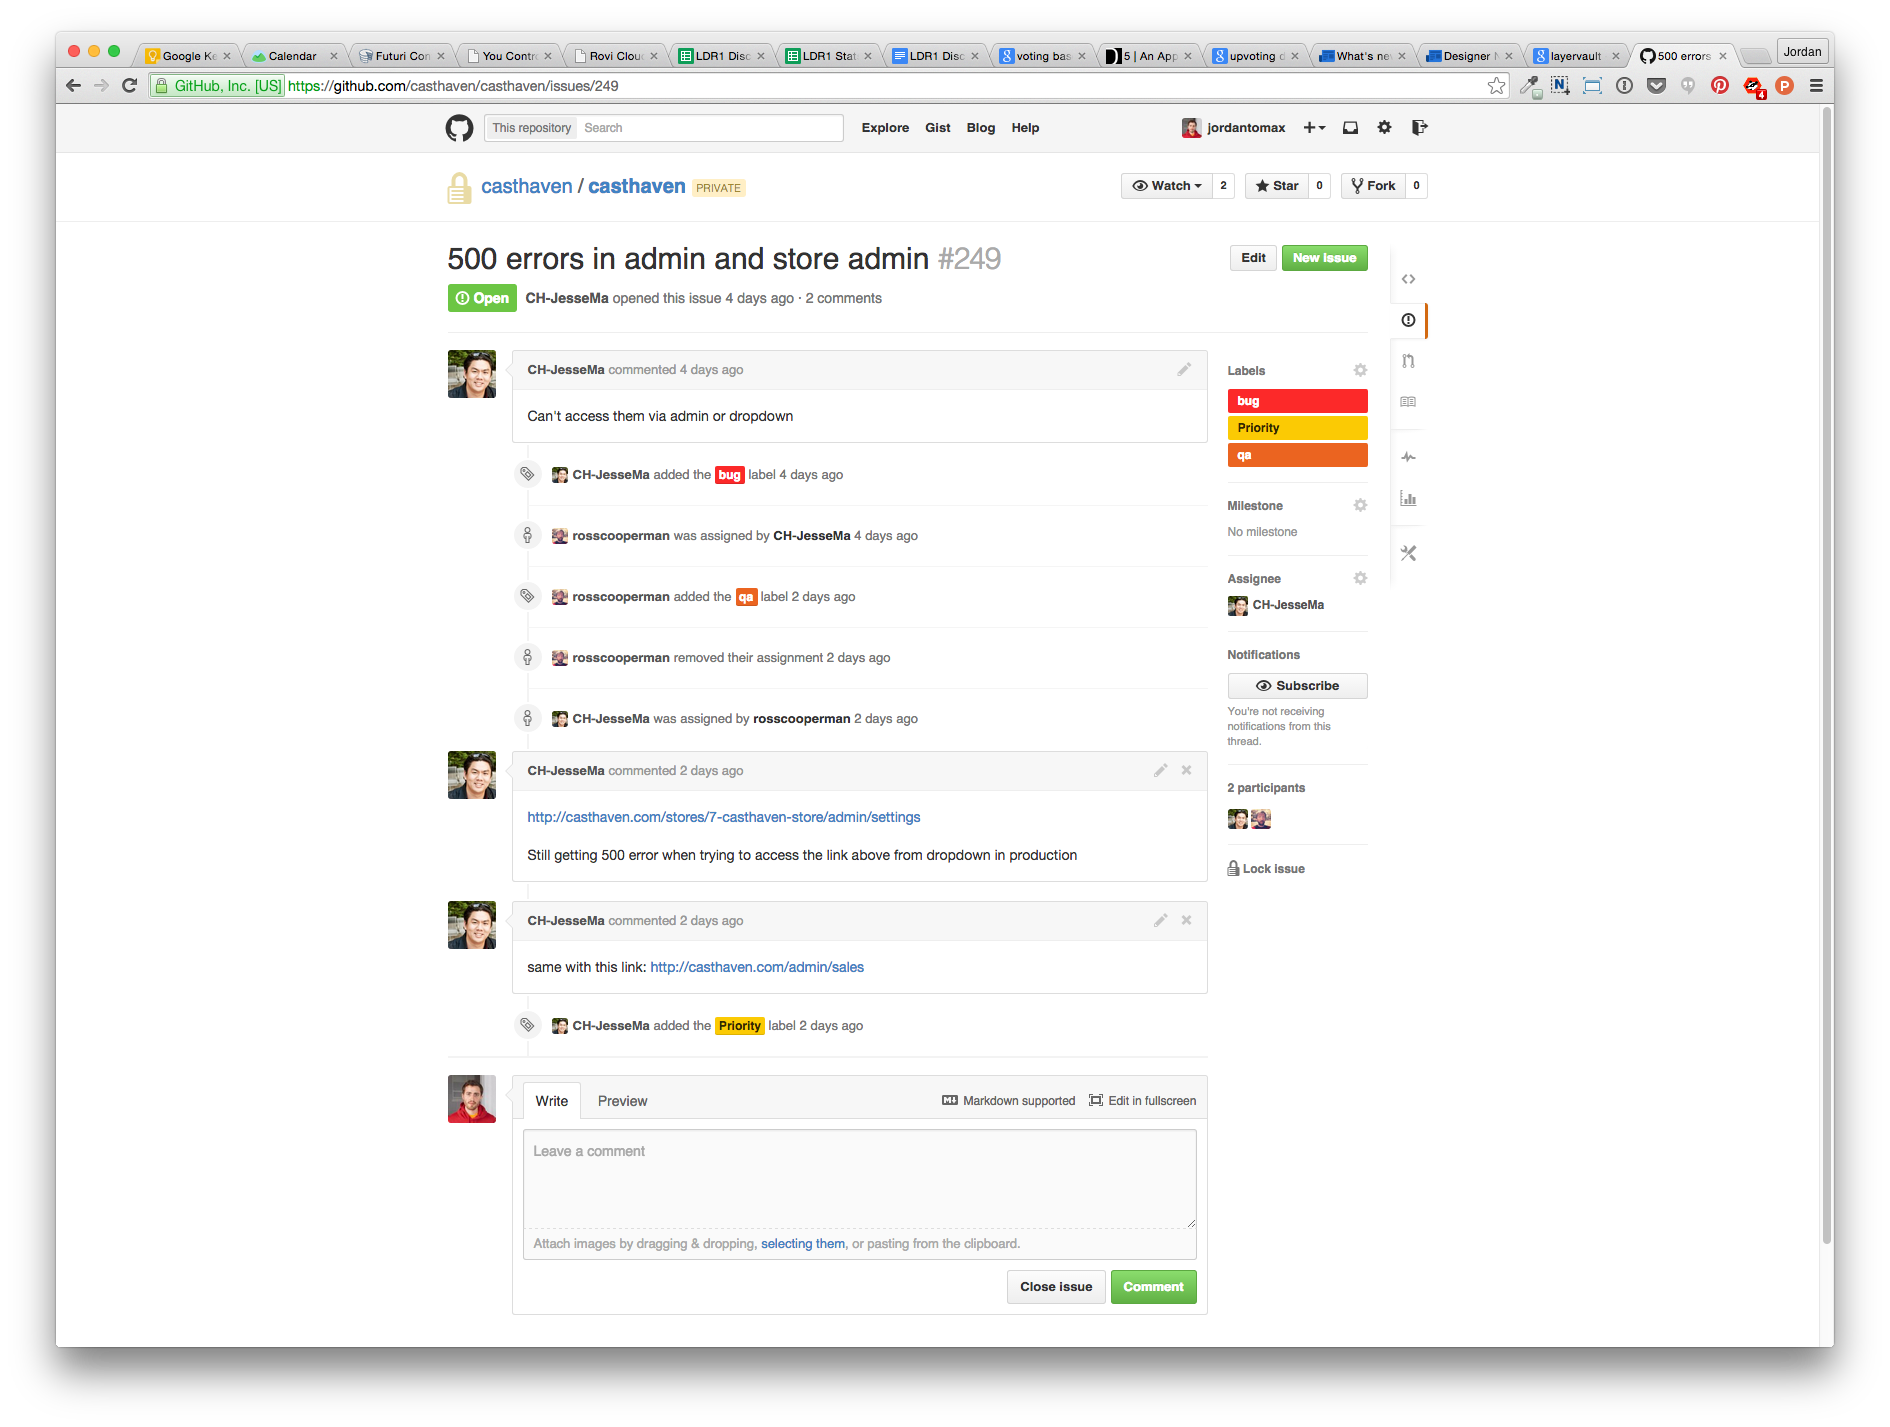 Google Ke
Calendar
Futuri Con
You Contr
Rovi Clou
LDR1 Disc
LDR1 Stat
LDR1 Disc
voting bas
5 | An App
upvoting d
What's ne
Designer N
layervault
500 errors
Jordan
GitHub, Inc. [US] https://github.com/casthaven/casthaven/issues/249
4
P
This repository Search Explore Gist Blog Help jordantomax
casthaven / casthaven PRIVATE Watch 2 Star 0 Fork 0
500 errors in admin and store admin #249 Edit New issue
Open CH-JesseMa opened this issue 4 days ago · 2 comments
CH-JesseMa commented 4 days ago
Can't access them via admin or dropdown
CH-JesseMa added the bug label 4 days ago
rosscooperman was assigned by CH-JesseMa 4 days ago
rosscooperman added the qa label 2 days ago
rosscooperman removed their assignment 2 days ago
CH-JesseMa was assigned by rosscooperman 2 days ago
CH-JesseMa commented 2 days ago
http://casthaven.com/stores/7-casthaven-store/admin/settings
Still getting 500 error when trying to access the link above from dropdown in production
CH-JesseMa commented 2 days ago
same with this link: http://casthaven.com/admin/sales
CH-JesseMa added the Priority label 2 days ago
Write Preview Markdown supported Edit in fullscreen
Leave a comment
Attach images by dragging & dropping, selecting them, or pasting from the clipboard.
Close issue Comment
Labels
bug
Priority
qa
Milestone
No milestone
Assignee
CH-JesseMa
Notifications
Subscribe
You're not receiving
notifications from this
thread.
2 participants
Lock issue